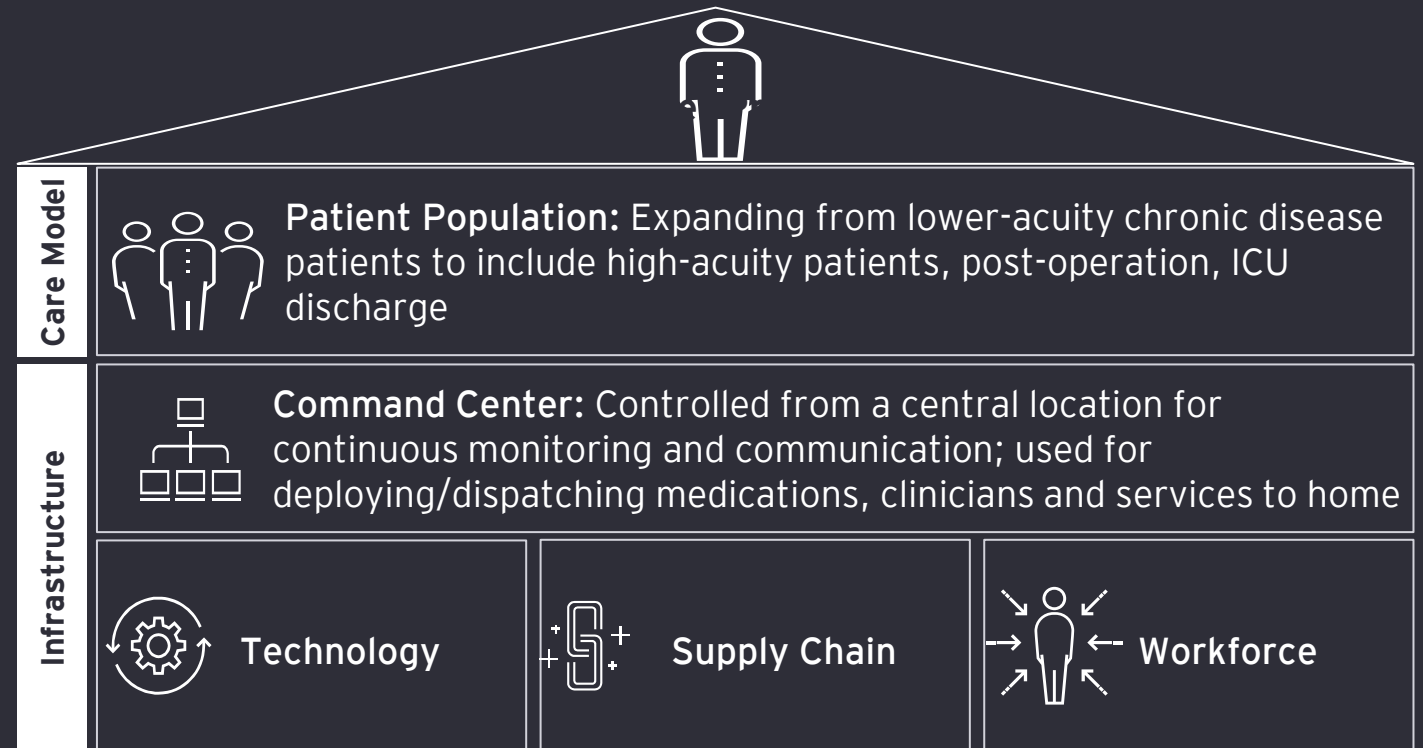 Care Model
Patient Population: Expanding from lower-acuity chronic disease
patients to include high-acuity patients, post-operation, ICU
discharge
Infrastructure
Command Center: Controlled from a central location for
continuous monitoring and communication; used for
deploying/dispatching medications, clinicians and services to home
Technology
Supply Chain
Workforce